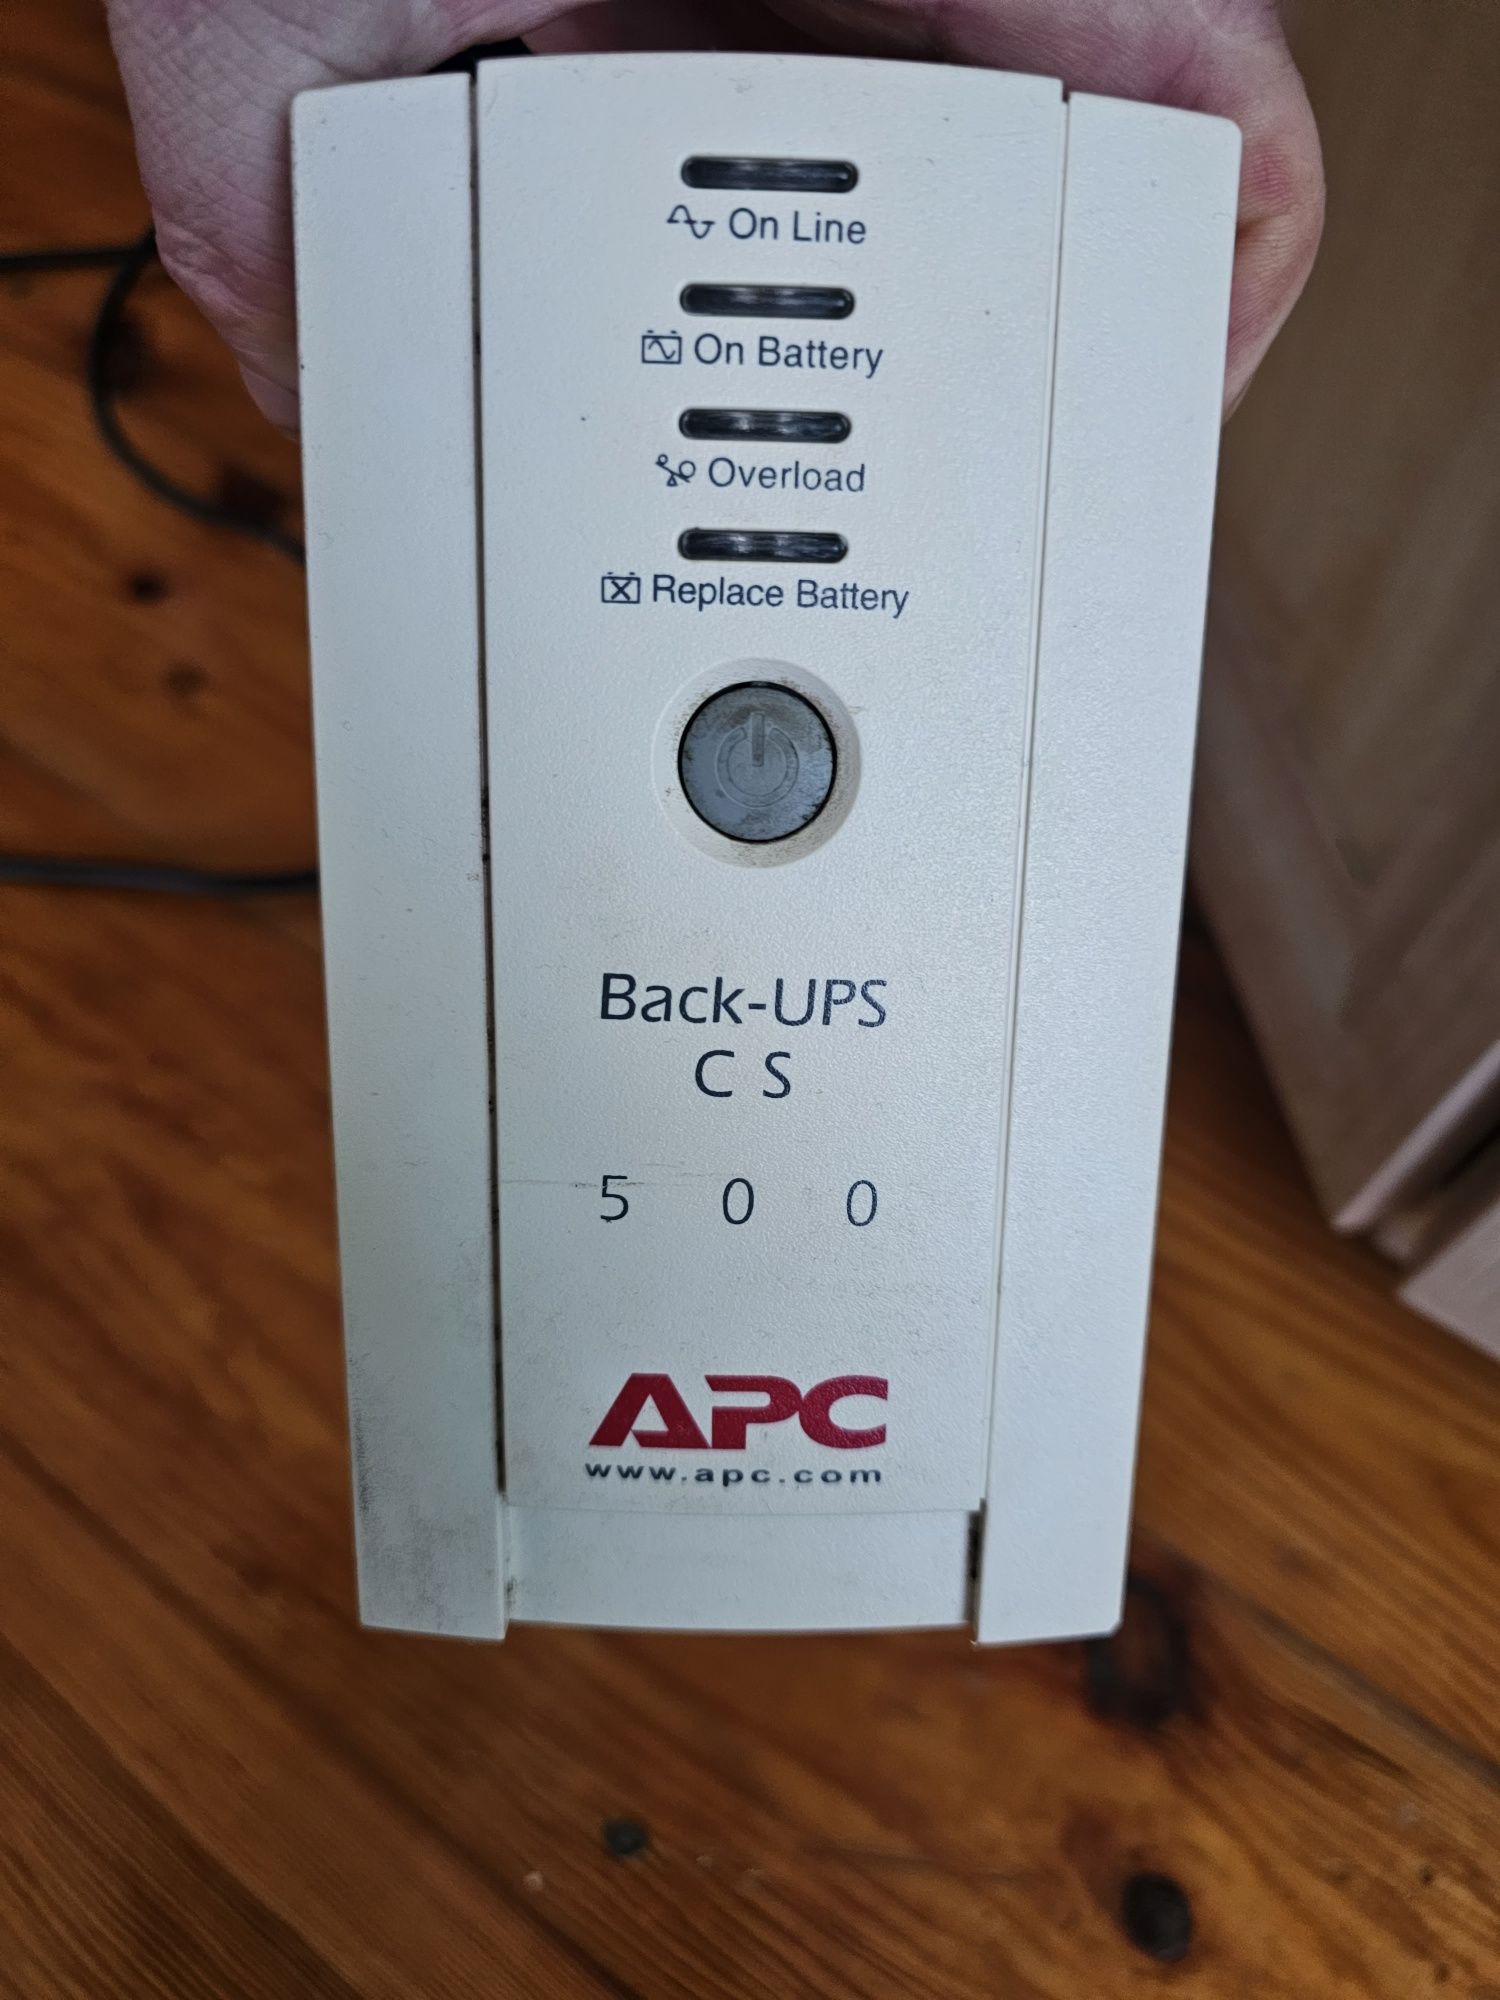 On Line
On Battery
Overload
Replace Battery
Back-UPS
CS
500
APC
www.apc.com